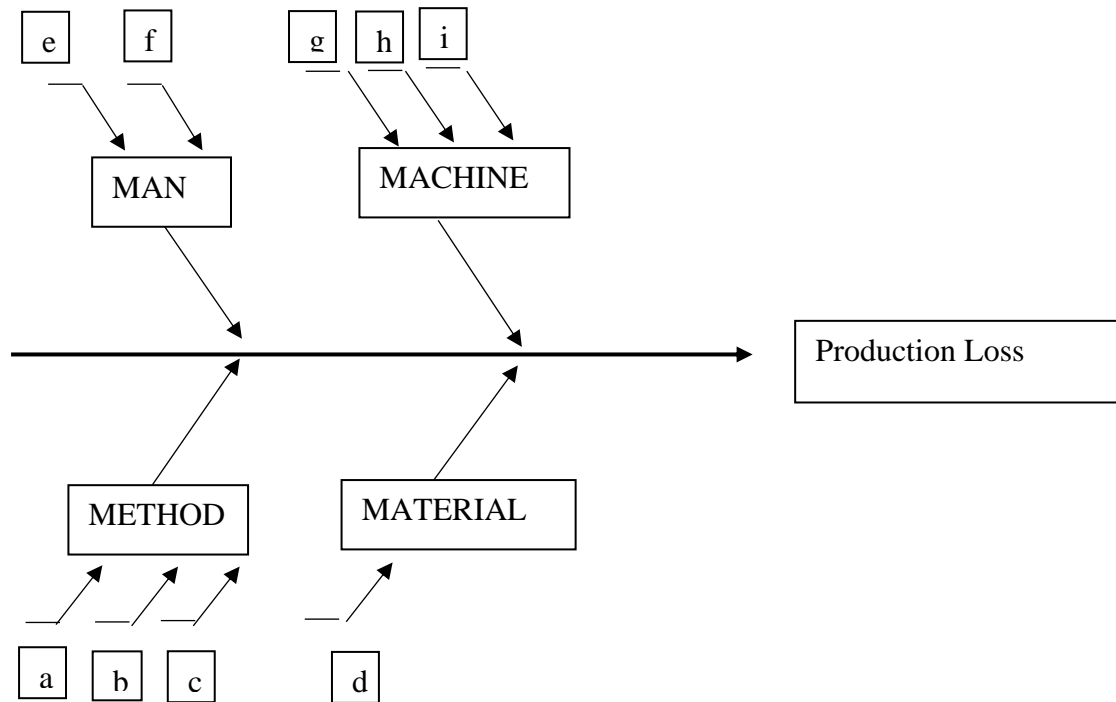 e
f
g
h
i
MAN
MACHINE
Production Loss
METHOD
MATERIAL
a
b
c
d